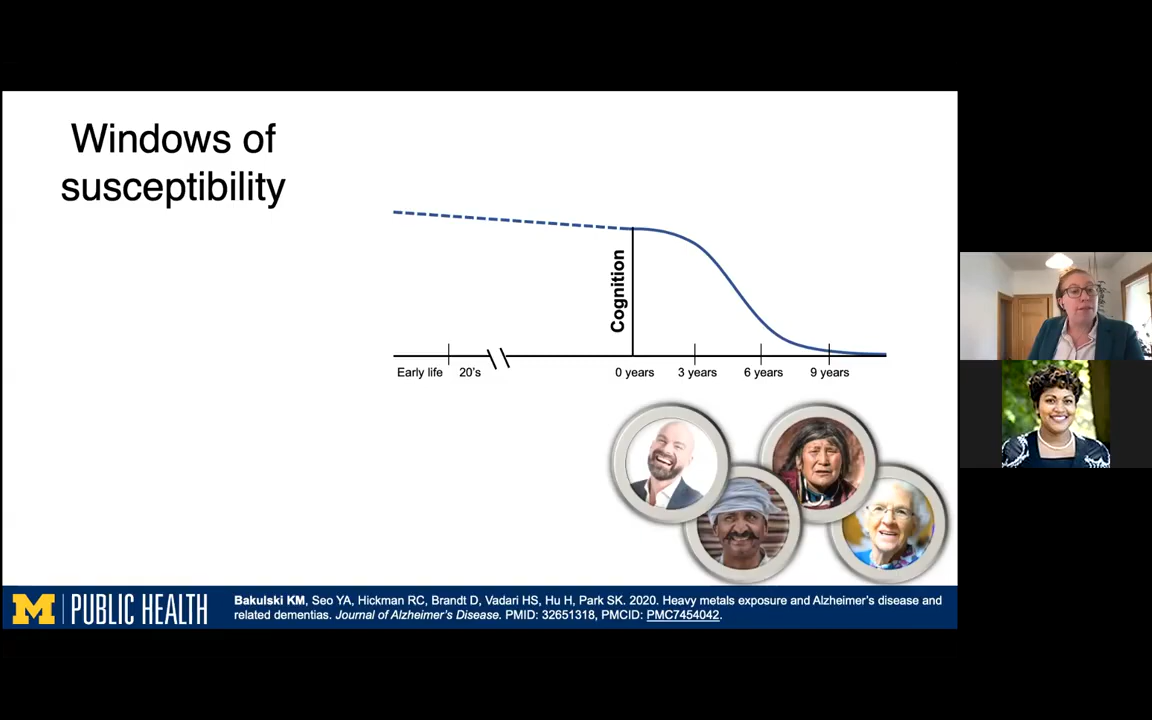 Windows of
susceptibility
Cognition
Early life
20's
0 years
3 years
6 years
9 years
M PUBLIC HEALTH
Bakulski KM, Seo YA, Hickman RC, Brandt D, Vadari HS, Hu H, Park SK. 2020. Heavy metals exposure and Alzheimer's disease and
related dementias. Journal of Alzheimer's Disease. PMID: 32651318, PMCID: PMC7454042.